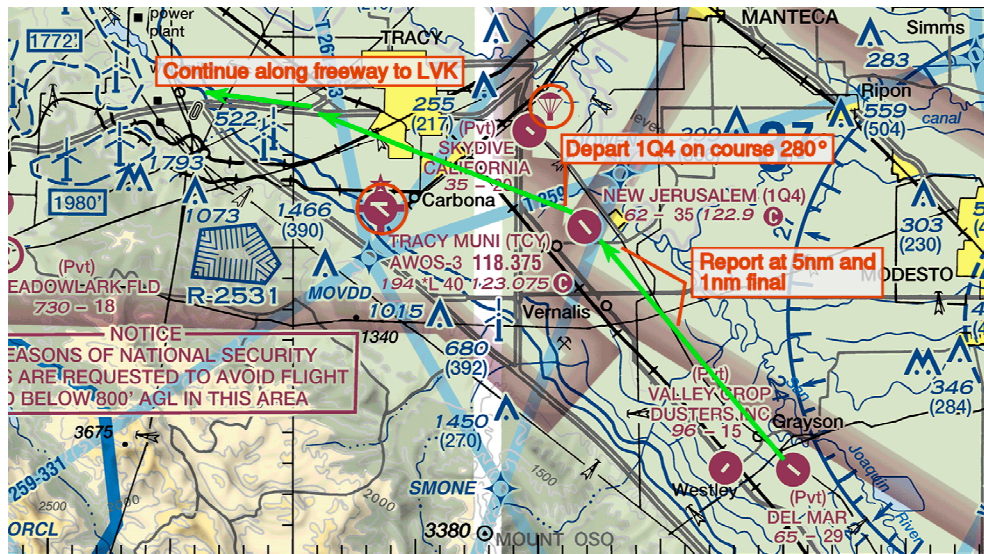 power
plant
1772'
TRACY
MANTECA
Simms
283
Continue along freeway to LVK
255
(217)
522
(Pvt)
SKYDIVE
CALIFORNIA
35 - 20
Ripon
559
(504)
canal
Depart 1Q4 on course 280°
1793
1980'
1073
1466
(390)
Carbona
T 259
NEW JERUSALEM (1Q4)
62 35 122.9 C
303
(230)
TRACY MUNI (TCY)
AWOS-3 118.375
194 *L 40 123.075 C
Report at 5nm and
1nm final
MODESTO
(Pvt)
EADOWLARK FLD
730 - 18
R-2531
MOVDD
1015
Vernalis
1340
NOTICE
EASONS OF NATIONAL SECURITY
S ARE REQUESTED TO AVOID FLIGHT
O BELOW 800' AGL IN THIS AREA
680
(392)
346
(284)
(Pvt)
VALLEY CROP
DUSTERS INC
96 - 15
3675
1450
(270)
Grayson
San
Joaquin
River
259-331
2500
2000
1500
SMONE
Westley
(Pvt)
DEL MAR
65 - 29
ORCL
3380
MOUNT OSO